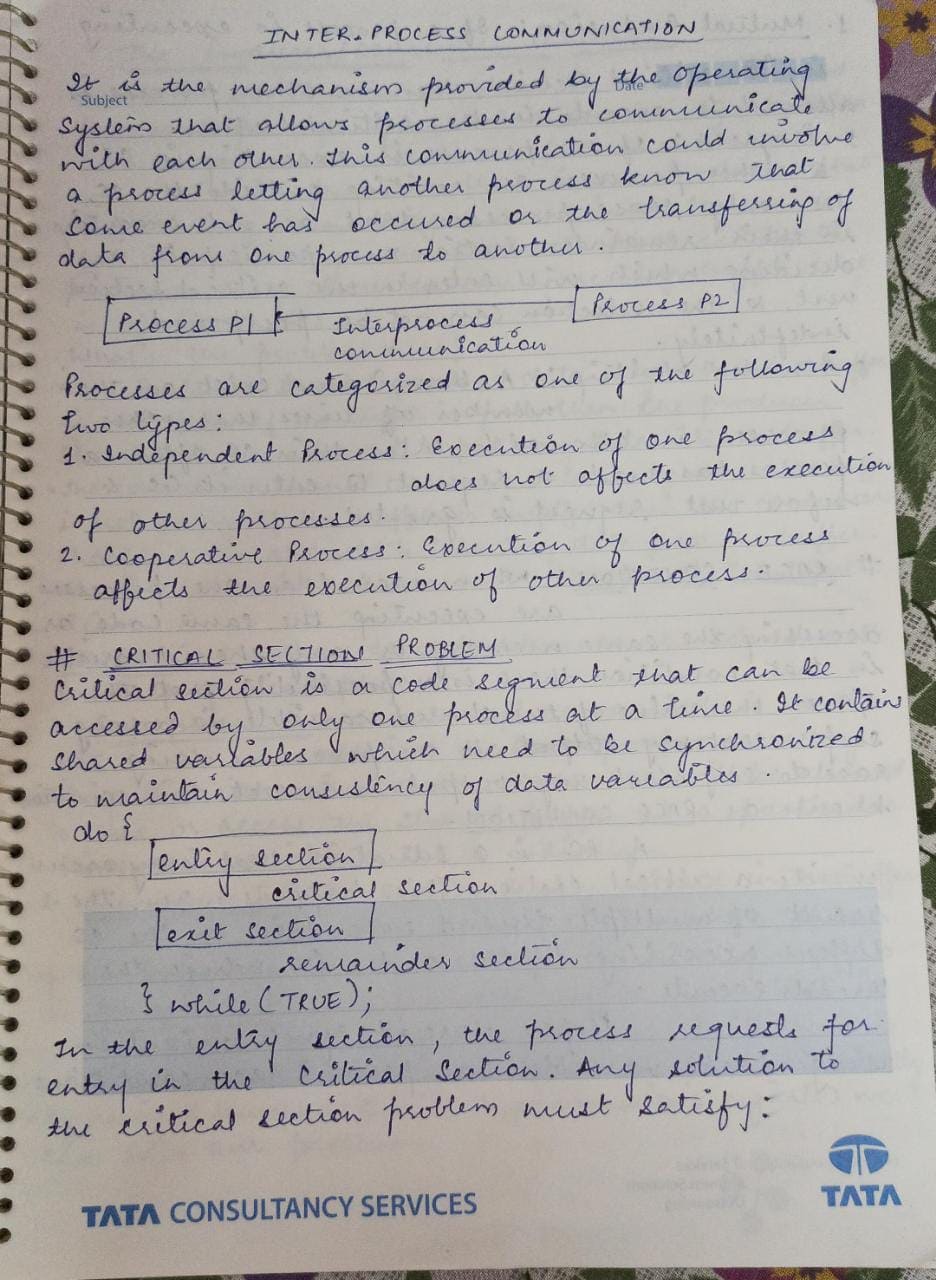 INTER-PROCESS COMMUNICATION
It is the mechanism provided by the operating
Subject
Date
system that allows processes to communicate
with each other. This communication could involve
a process letting another process know that
some event has occured or the transferring of
data from one process to another.
Process P1
Process P2
Interprocess
communication
Processes are categorized as one of the following
two types:
1. Independent Process: Execution of one process
does not affects the execution
of other processes.
2. Cooperative Process: Execution of one process
affects the execution of other process.
# CRITICAL SECTION PROBLEM
Critical section is a code segment that can be
accessed by only one process at a time. It contains
shared variables which need to be synchronized
to maintain consistency of data variables.
do {
entry section
critical section
exit section
remainder section
} while (TRUE);
In the entry section, the process requests for
entry in the Critical Section. Any solution to
the critical section problem must satisfy:
TATA CONSULTANCY SERVICES
TATA